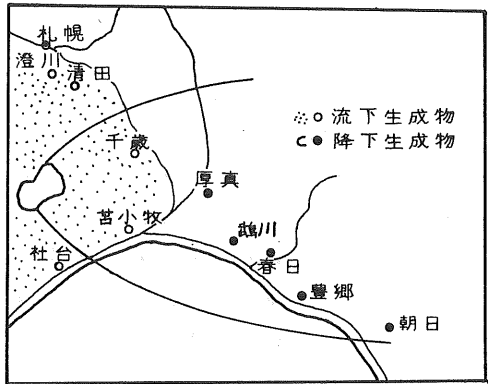 札幌
澄川
清田
千歳
流下生成物
降下生成物
厚真
苫小牧
鵡川
社台
春日
豊郷
朝日